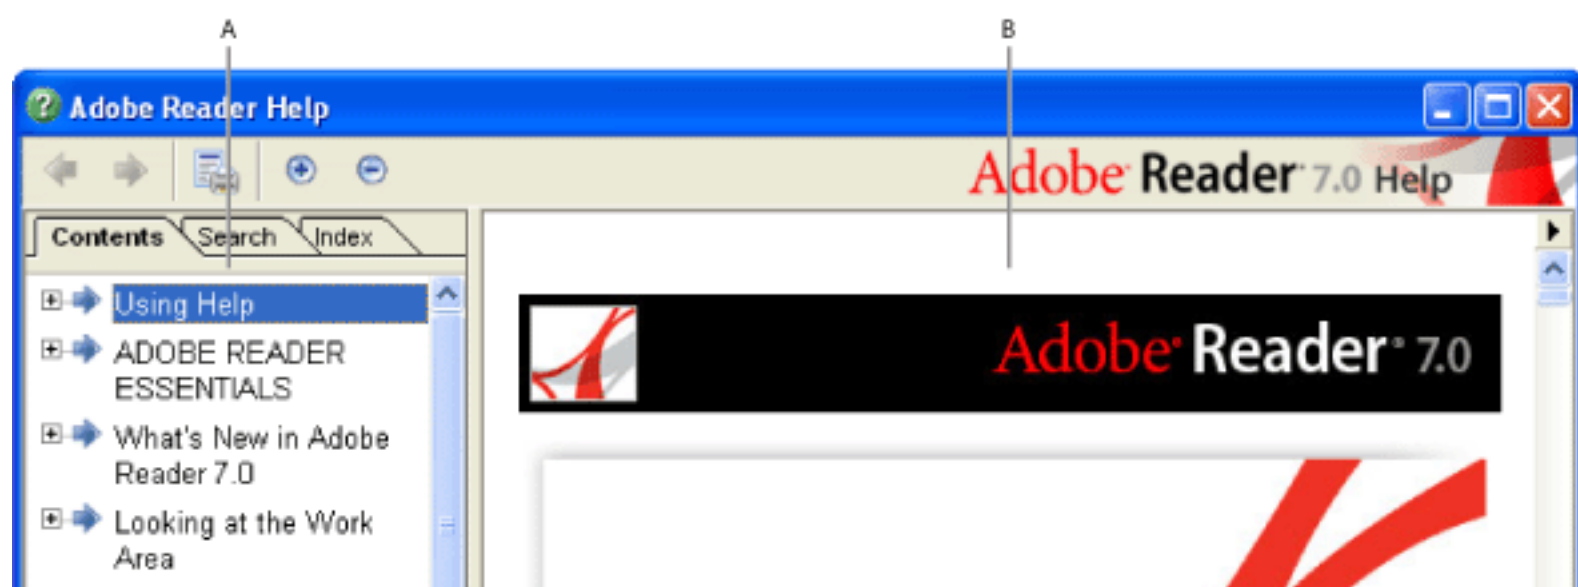 A
B
Adobe Reader Help
Adobe Reader 7.0 Help
Contents Search Index
Using Help
ADOBE READER
ESSENTIALS
What's New in Adobe
Reader 7.0
Looking at the Work
Area
Adobe Reader 7.0